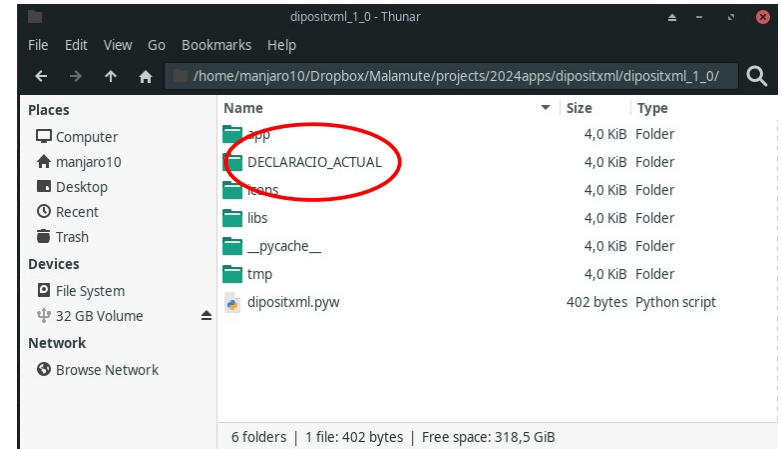 dipositxml_1_0 - Thunar
File Edit View Go Bookmarks Help
/home/manjaro10/Dropbox/Malamute/projects/2024apps/dipositxml/dipositxml_1_0/
Places
Computer
manjaro10
Desktop
Recent
Trash
Devices
File System
32 GB Volume
Network
Browse Network
Name Size Type
app 4,0 KiB Folder
DECLARACIO_ACTUAL 4,0 KiB Folder
icons 4,0 KiB Folder
libs 4,0 KiB Folder
__pycache__ 4,0 KiB Folder
tmp 4,0 KiB Folder
dipositxml.pyw 402 bytes Python script
6 folders | 1 file: 402 bytes | Free space: 318,5 GiB